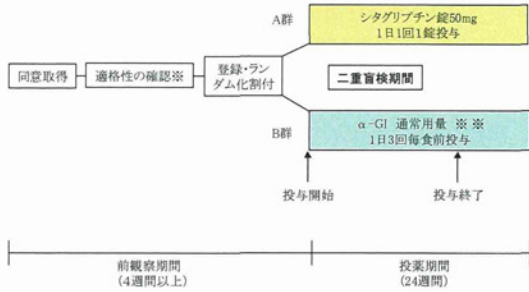 A群
シタグリプチン錠50mg
1日1回1錠投与
同意取得
適格性の確認※
登録・ラン
ダム化割付
二重盲検期間
B群
α-GI 通常用量 ※ ※
1日3回毎食前投与
投与開始
投与終了
前観察期間
(4週間以上)
投薬期間
(24週間)